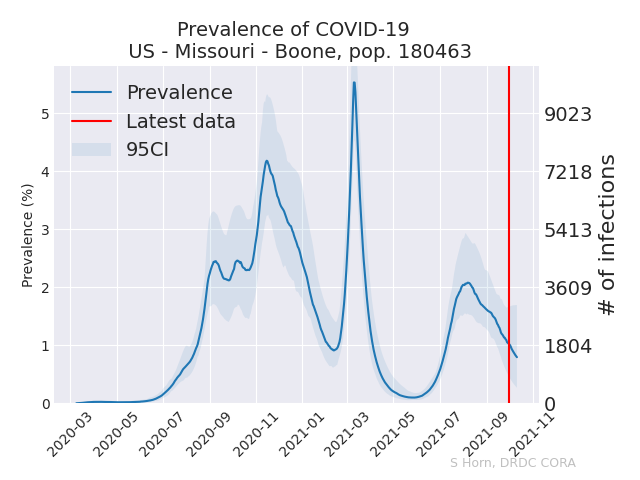 Prevalence of COVID-19
US - Missouri - Boone, pop. 180463
Prevalence
Latest data
95CI
Prevalence (%)
5
4
3
2
1
0
9023
7218
5413
3609
1804
0
# of infections
2020-03
2020-05
2020-07
2020-09
2020-11
2021-01
2021-03
2021-05
2021-07
2021-09
2021-11
S Horn, DRDC CORA